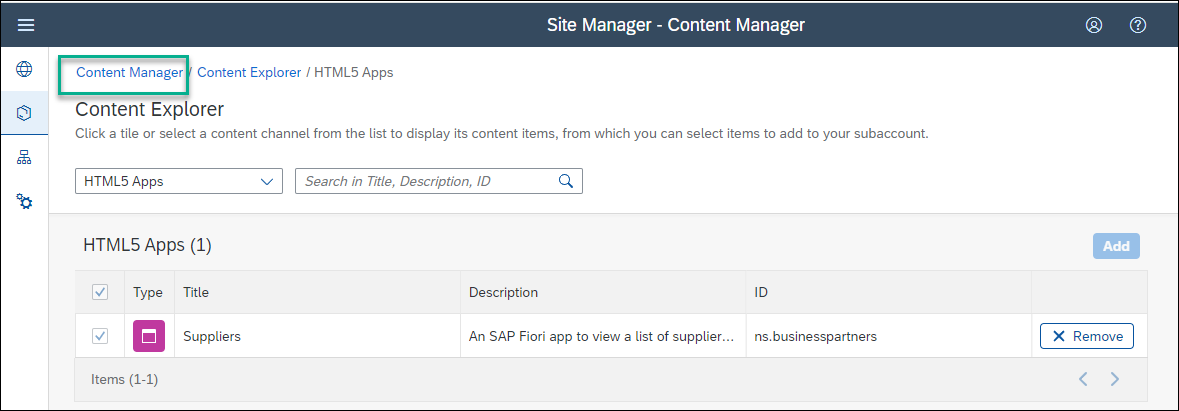 Site Manager - Content Manager
Content Manager / Content Explorer / HTML5 Apps
Content Explorer
Click a tile or select a content channel from the list to display its content items, from which you can select items to add to your subaccount.
HTML5 Apps Search in Title, Description, ID
HTML5 Apps (1) Add
Type Title Description ID
Suppliers An SAP Fiori app to view a list of supplier... ns.businesspartners Remove
Items (1-1)